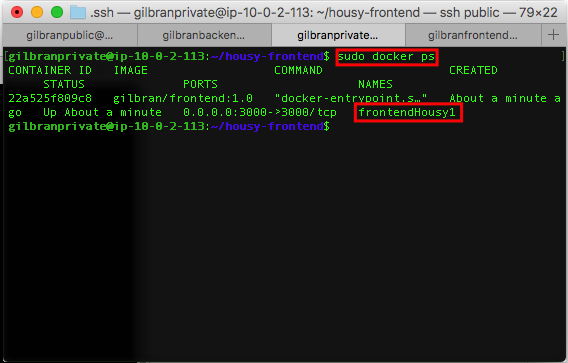 .ssh — gilbranprivate@ip-10-0-2-113: ~/housy-frontend — ssh public — 79×22
gilbranpublic@... gilbranbacken... gilbranprivate... gilbranfrontend... +
[gilbranprivate@ip-10-0-2-113:~/housy-frontend$ sudo docker ps ]
CONTAINER ID IMAGE COMMAND CREATED
STATUS PORTS NAMES
22a525f809c8 gilbran/frontend:1.0 "docker-entrypoint.s…" About a minute a
go Up About a minute 0.0.0.0:3000->3000/tcp frontendHousy1
gilbranprivate@ip-10-0-2-113:~/housy-frontend$